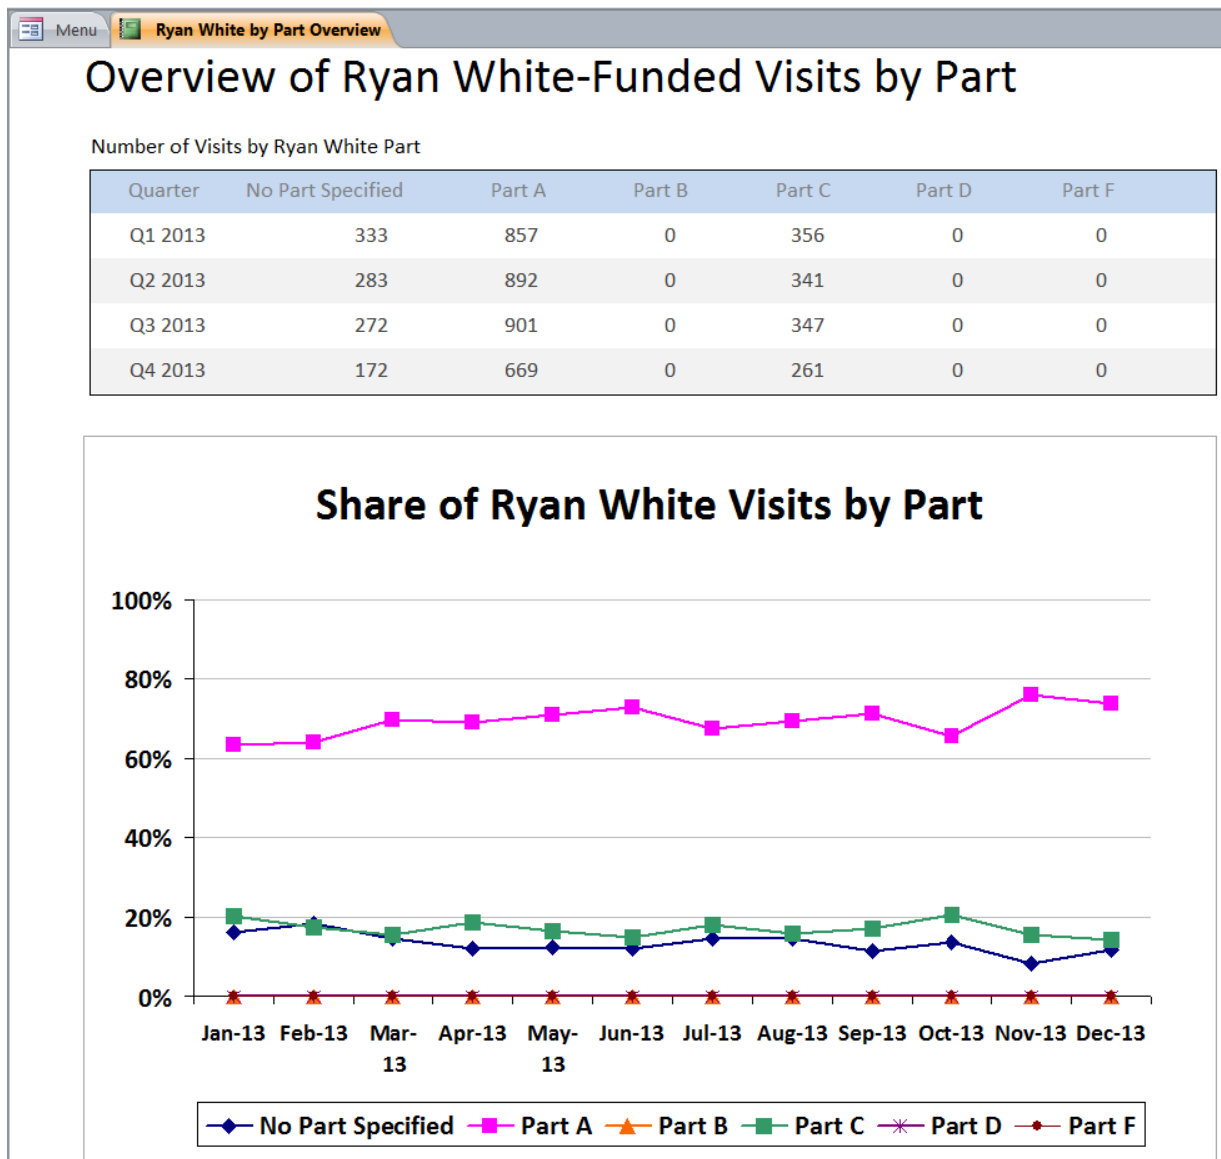 Menu Ryan White by Part Overview
Overview of Ryan White-Funded Visits by Part
Number of Visits by Ryan White Part
Quarter No Part Specified Part A Part B Part C Part D Part F
Q1 2013 333 857 0 356 0 0
Q2 2013 283 892 0 341 0 0
Q3 2013 272 901 0 347 0 0
Q4 2013 172 669 0 261 0 0
Share of Ryan White Visits by Part
100%
80%
60%
40%
20%
0%
Jan-13 Feb-13 Mar-13 Apr-13 May-13 Jun-13 Jul-13 Aug-13 Sep-13 Oct-13 Nov-13 Dec-13
No Part Specified Part A Part B Part C Part D Part F